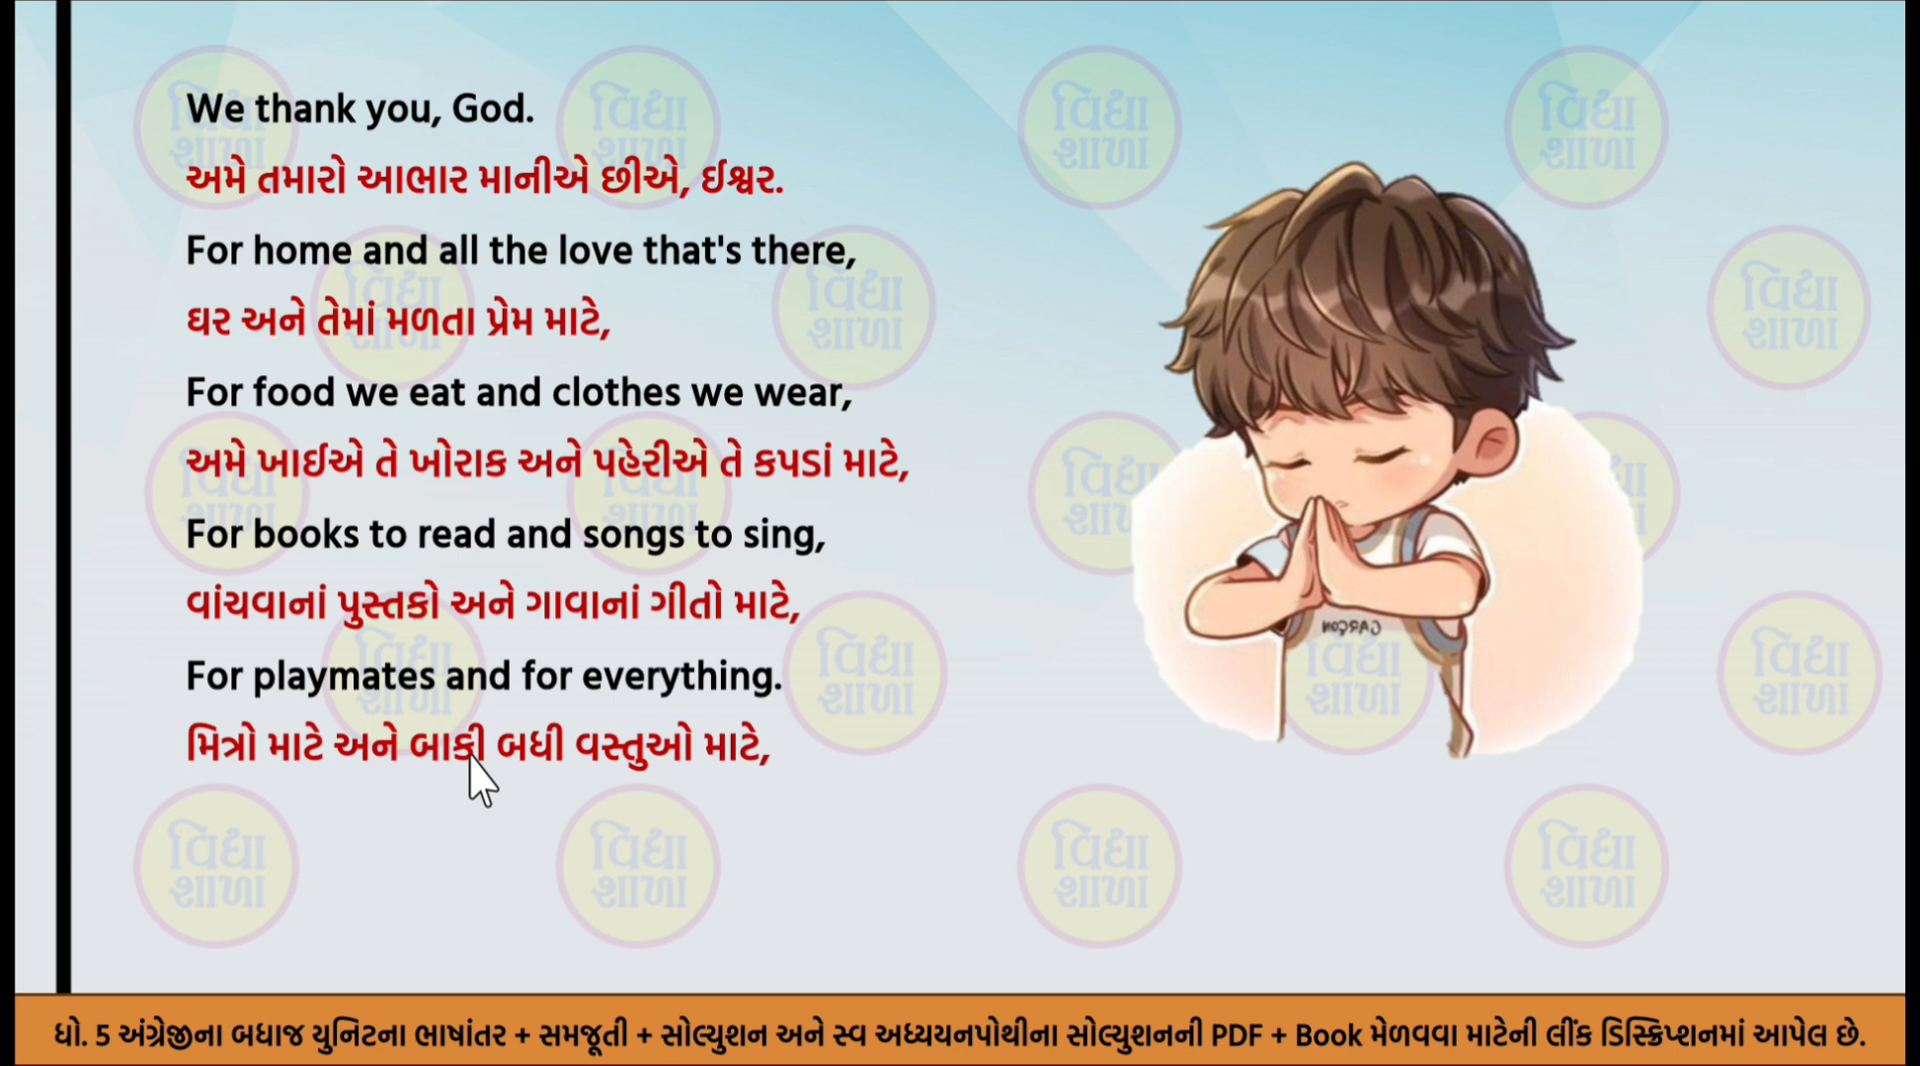 We thank you, God.
અમે તમારો આભાર માનીએ છીએ, ઈશ્વર.
For home and all the love that's there,
ઘર અને તેમાં મળતા પ્રેમ માટે,
For food we eat and clothes we wear,
અમે ખાઈએ તે ખોરાક અને પહેરીએ તે કપડાં માટે,
For books to read and songs to sing,
વાંચવાનાં પુસ્તકો અને ગાવાનાં ગીતો માટે,
For playmates and for everything.
મિત્રો માટે અને બાકી બધી વસ્તુઓ માટે,
GARÇON
વિદ્યા
શાળા
ધો. 5 અંગ્રેજીના બધાજ યુનિટના ભાષાંતર + સમજૂતી + સોલ્યુશન અને સ્વ અધ્યયનપોથીના સોલ્યુશનની PDF + Book મેળવવા માટેની લીંક ડિસ્ક્રિપ્શનમાં આપેલ છે.